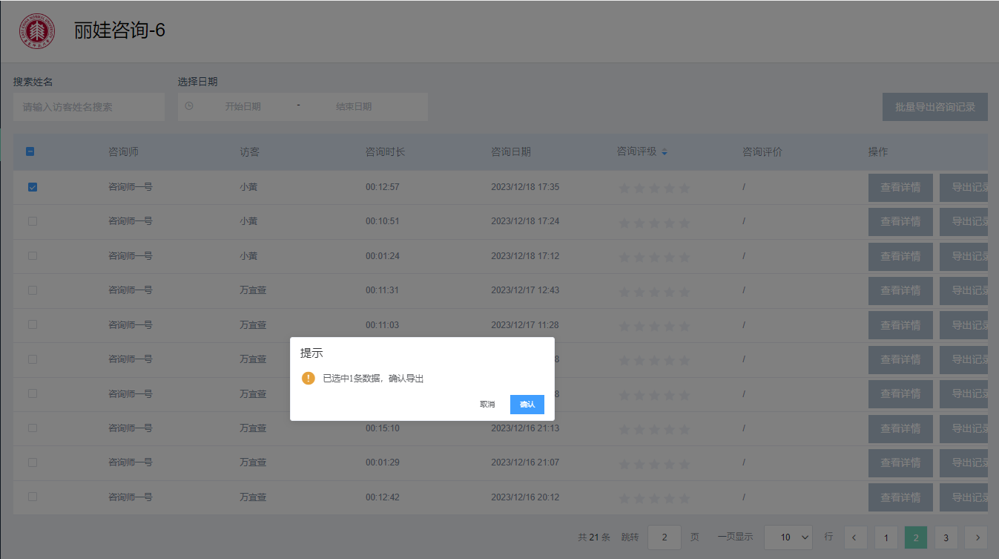 丽娃咨询-6
搜索姓名 选择日期
请输入访客姓名搜索 开始日期 - 结束日期 批量导出咨询记录
咨询师 访客 咨询时长 咨询日期 咨询评级 咨询评价 操作
咨询师一号 小黄 00:12:57 2023/12/18 17:35 / 查看详情 导出记录
咨询师一号 小黄 00:10:51 2023/12/18 17:24 / 查看详情 导出记录
咨询师一号 小黄 00:01:24 2023/12/18 17:12 / 查看详情 导出记录
咨询师一号 万宜萱 00:11:31 2023/12/17 12:43 / 查看详情 导出记录
咨询师一号 万宜萱 00:11:03 2023/12/17 11:28 / 查看详情 导出记录
咨询师一号 万宜萱 8 / 查看详情 导出记录
咨询师一号 万宜萱 8 / 查看详情 导出记录
咨询师一号 万宜萱 00:15:10 2023/12/16 21:13 / 查看详情 导出记录
咨询师一号 万宜萱 00:01:29 2023/12/16 21:07 / 查看详情 导出记录
咨询师一号 万宜萱 00:12:42 2023/12/16 20:12 / 查看详情 导出记录
提示
已选中1条数据，确认导出
取消 确认
共 21 条 跳转 2 页 一页显示 10 行 1 2 3